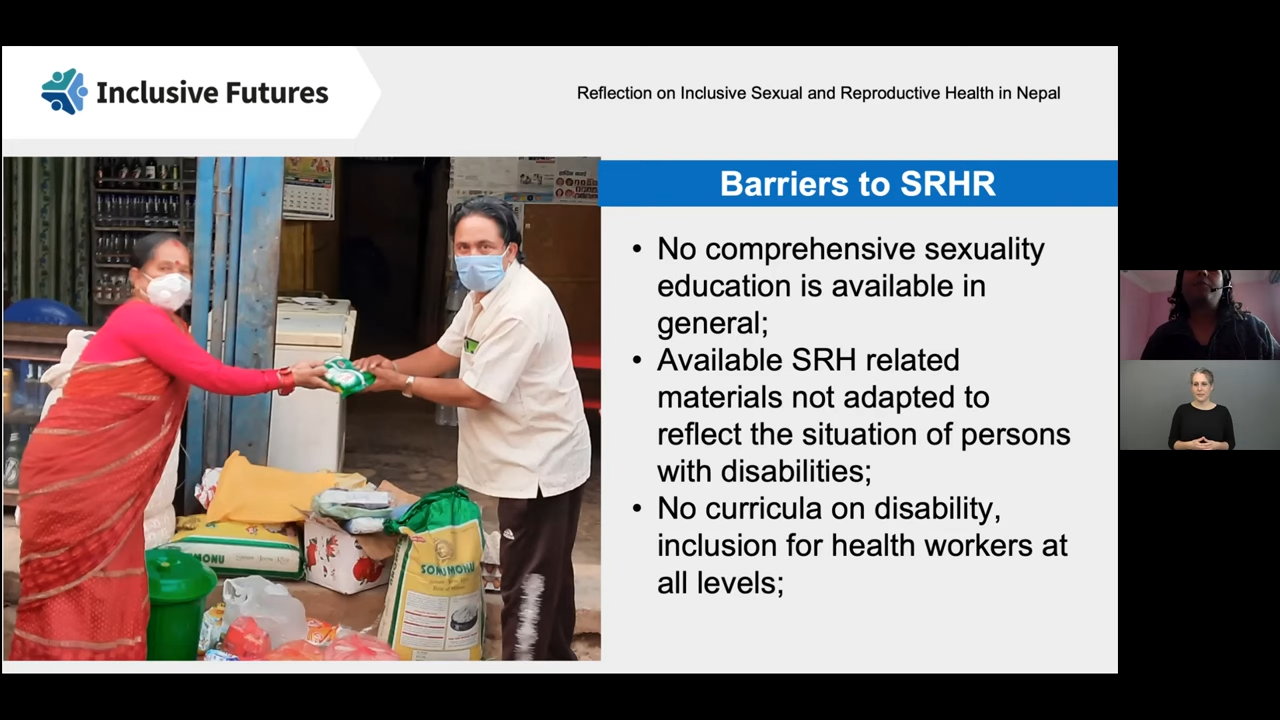 Inclusive Futures
Reflection on Inclusive Sexual and Reproductive Health in Nepal
Barriers to SRHR
• No comprehensive sexuality
education is available in
general;
• Available SRH related
materials not adapted to
reflect the situation of persons
with disabilities;
• No curricula on disability,
inclusion for health workers at
all levels;
MONU